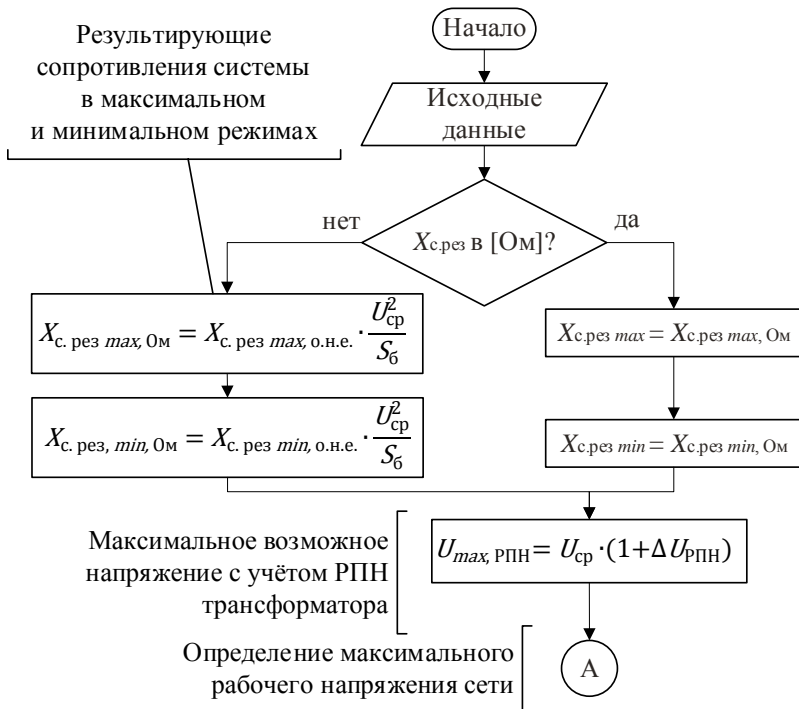 Результирующие
сопротивления системы
в максимальном
и минимальном режимах
Начало
Исходные
данные
нет
Xс.рез в [Ом]?
да
Xс. рез max, Ом = Xс. рез max, о.н.е. · U²ср / Sб
Xс.рез max = Xс.рез max, Ом
Xс. рез, min, Ом = Xс. рез min, о.н.е. · U²ср / Sб
Xс.рез min = Xс.рез min, Ом
Максимальное возможное
напряжение с учётом РПН
трансформатора
Umax, РПН = Uср · (1+ΔUРПН)
Определение максимального
рабочего напряжения сети
А